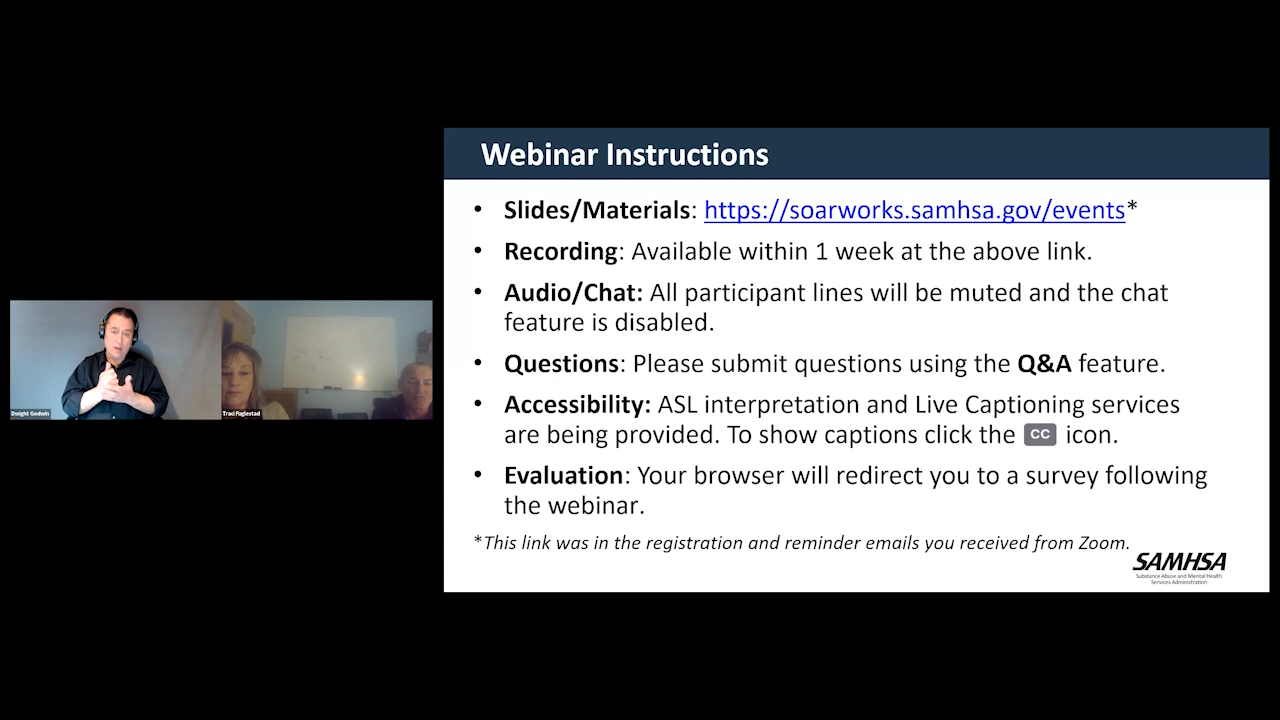 Webinar Instructions
• Slides/Materials: https://soarworks.samhsa.gov/events*
• Recording: Available within 1 week at the above link.
• Audio/Chat: All participant lines will be muted and the chat
feature is disabled.
• Questions: Please submit questions using the Q&A feature.
• Accessibility: ASL interpretation and Live Captioning services
are being provided. To show captions click the CC icon.
• Evaluation: Your browser will redirect you to a survey following
the webinar.
*This link was in the registration and reminder emails you received from Zoom.
SAMHSA
Substance Abuse and Mental Health
Services Administration
Dwight Godwin
Traci Fuglestad